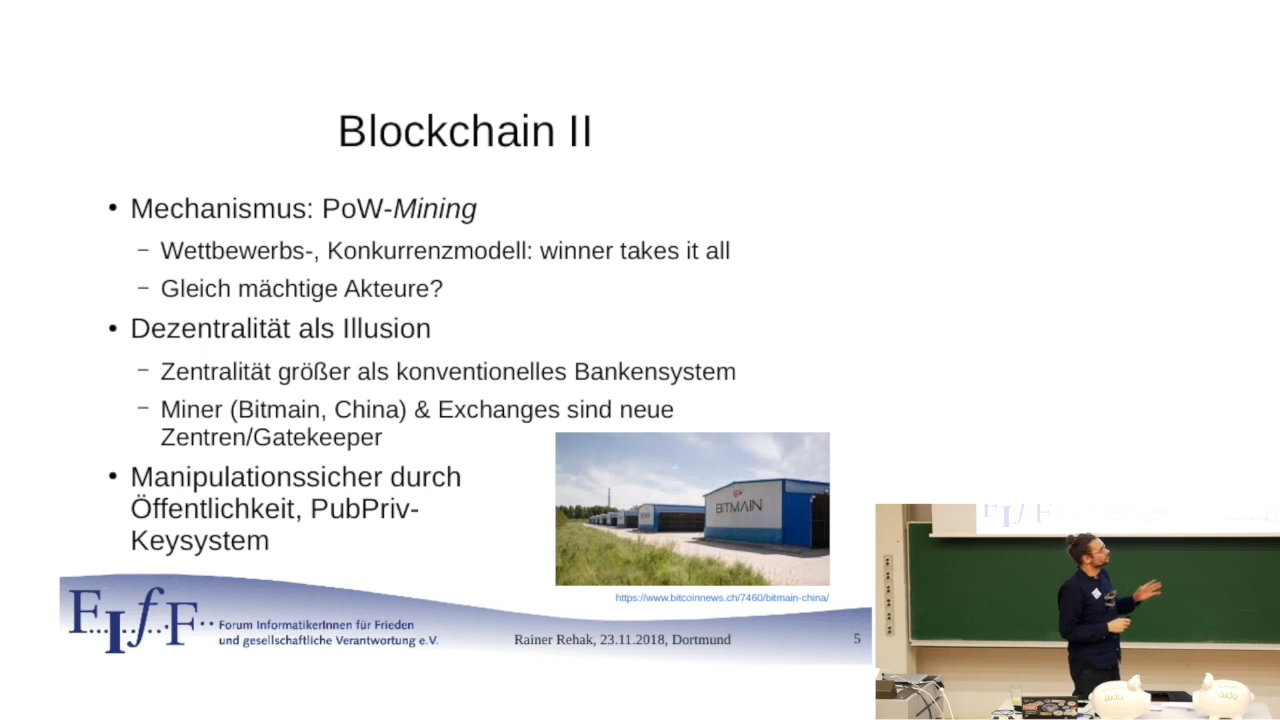 Blockchain II
• Mechanismus: PoW-Mining
– Wettbewerbs-, Konkurrenzmodell: winner takes it all
– Gleich mächtige Akteure?
• Dezentralität als Illusion
– Zentralität größer als konventionelles Bankensystem
– Miner (Bitmain, China) & Exchanges sind neue
Zentren/Gatekeeper
• Manipulationssicher durch
Öffentlichkeit, PubPriv-
Keysystem
BITMAIN
https://www.bitcoinnews.ch/7460/bitmain-china/
FIfF
Forum InformatikerInnen für Frieden
und gesellschaftliche Verantwortung e.V.
Rainer Rehak, 23.11.2018, Dortmund
5
FIfF